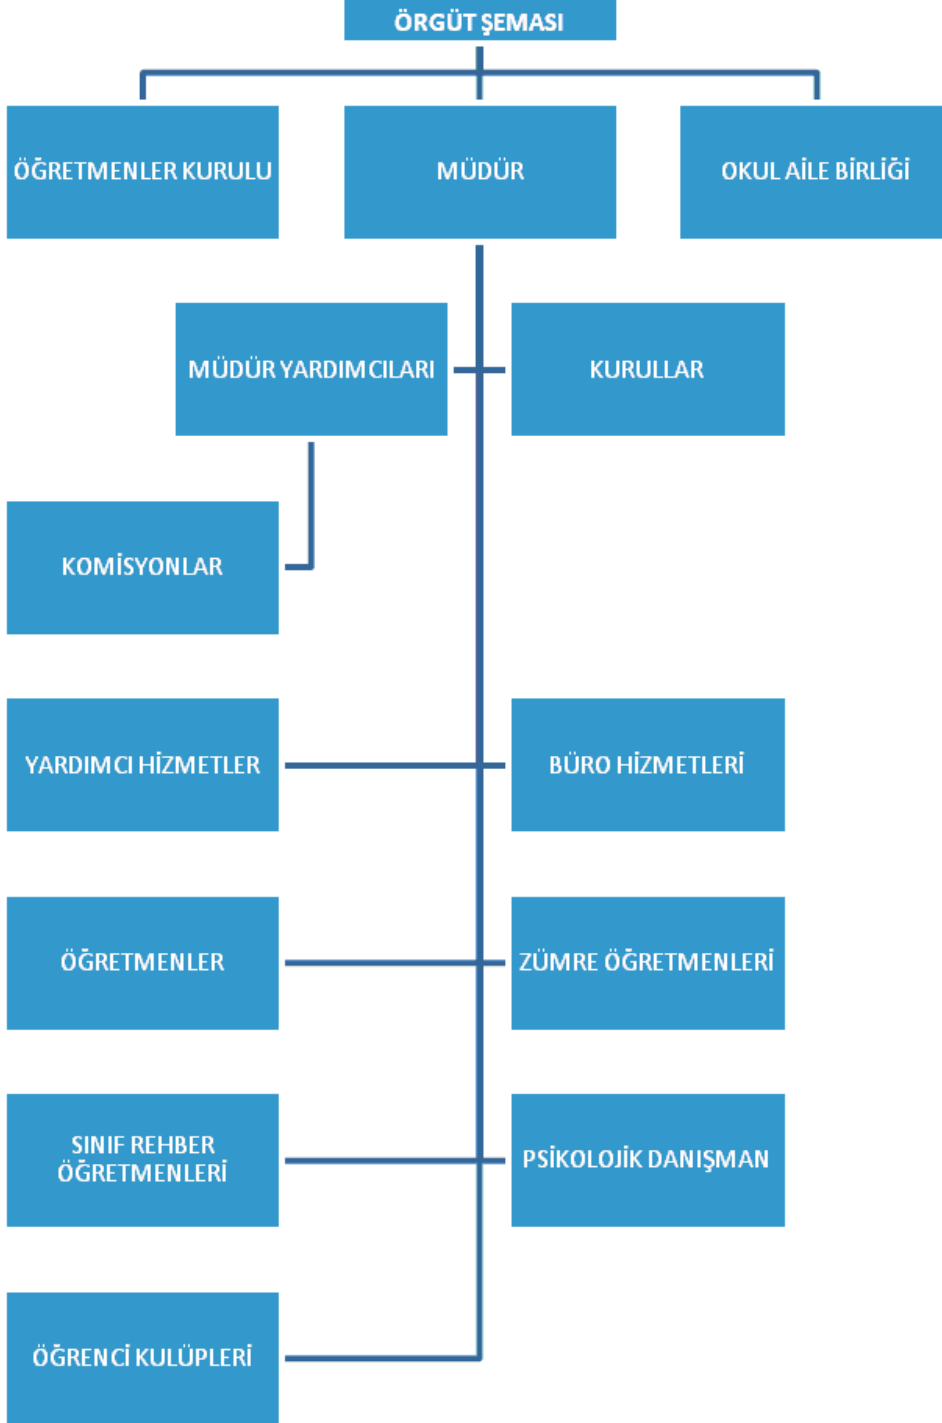 ÖRGÜT ŞEMASI
ÖĞRETMENLER KURULU
MÜDÜR
OKUL AİLE BİRLİĞİ
MÜDÜR YARDIMCILARI
KURULLAR
KOMİSYONLAR
YARDIMCI HİZMETLER
BÜRO HİZMETLERİ
ÖĞRETMENLER
ZÜMRE ÖĞRETMENLERİ
SINIF REHBER
ÖĞRETMENLERİ
PSİKOLOJİK DANIŞMAN
ÖĞRENCİ KULÜPLERİ